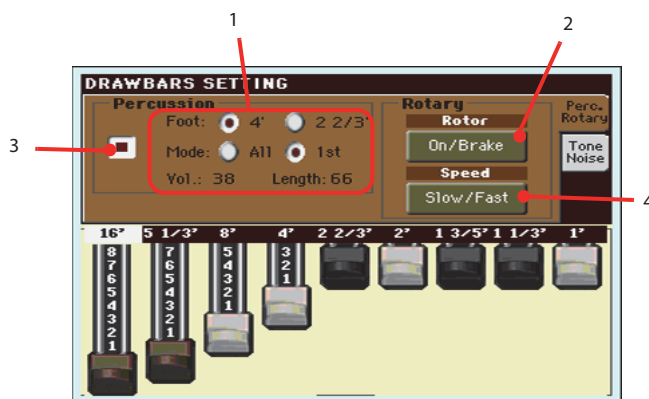 1
2
3
4
DRAWBARS SETTING
Percussion
Foot: 4' 2 2/3'
Mode: All 1st
Vol.: 38 Length: 66
Rotary
Rotor
On/Brake
Speed
Slow/Fast
Perc.
Rotary
Tone
Noise
16' 5 1/3' 8' 4' 2 2/3' 2' 1 3/5' 1 1/3' 1'
8 7 5 3
7 6 4 2
6 5 3 1
5 4 2
4 3 1
3 2
2 1
1